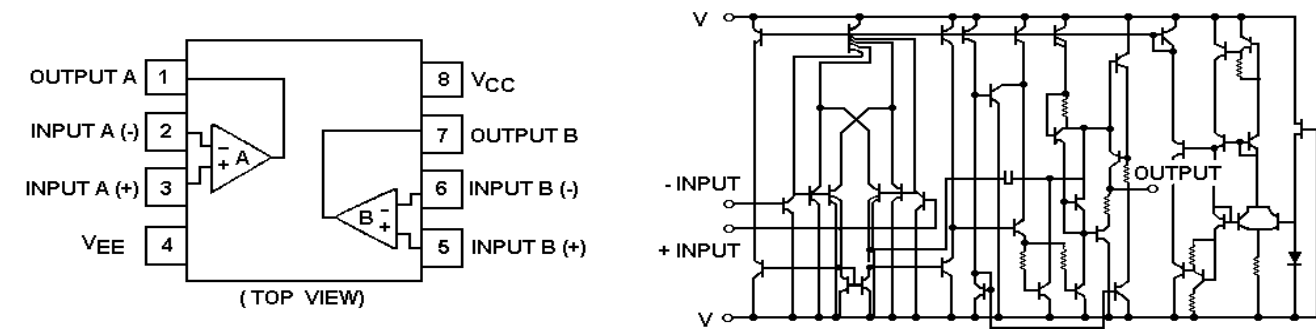 OUTPUT A 1
INPUT A (-) 2
INPUT A (+) 3
VEE 4
8 VCC
7 OUTPUT B
6 INPUT B (-)
5 INPUT B (+)
- + A
B - +
( TOP VIEW)
V
- INPUT
+ INPUT
OUTPUT
V